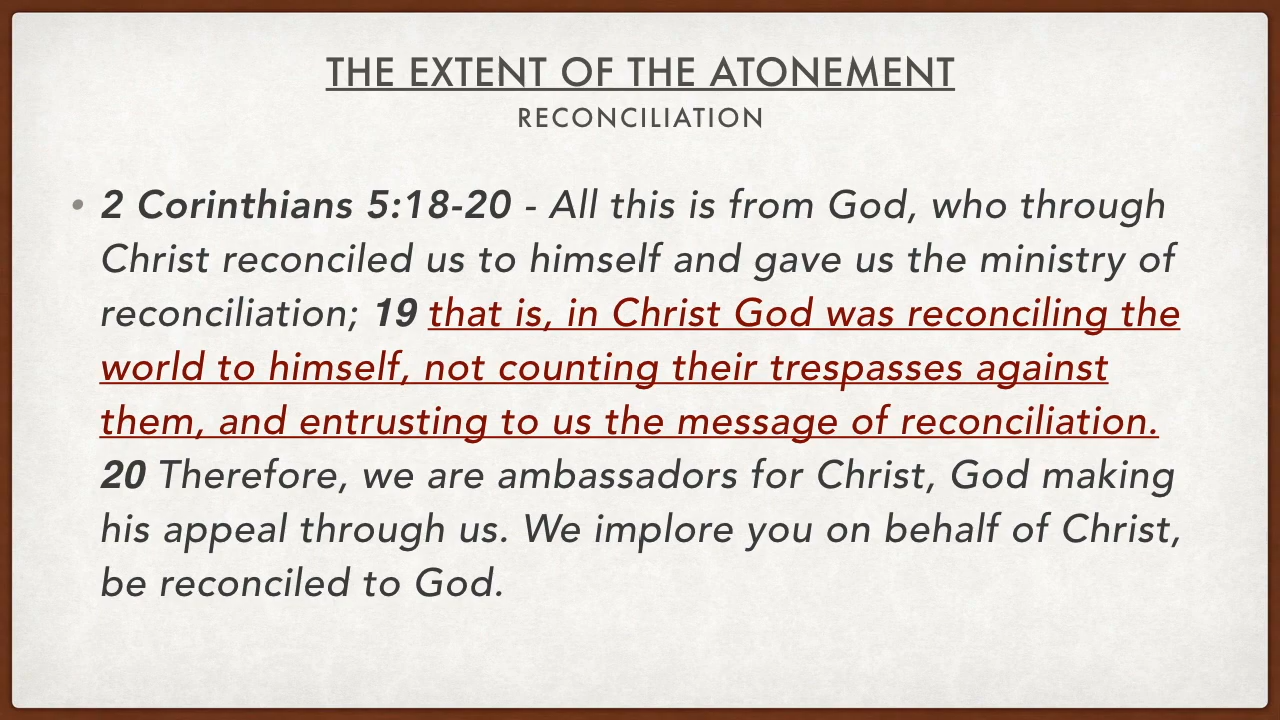 THE EXTENT OF THE ATONEMENT
RECONCILIATION
• 2 Corinthians 5:18-20 - All this is from God, who through
Christ reconciled us to himself and gave us the ministry of
reconciliation; 19 that is, in Christ God was reconciling the
world to himself, not counting their trespasses against
them, and entrusting to us the message of reconciliation.
20 Therefore, we are ambassadors for Christ, God making
his appeal through us. We implore you on behalf of Christ,
be reconciled to God.